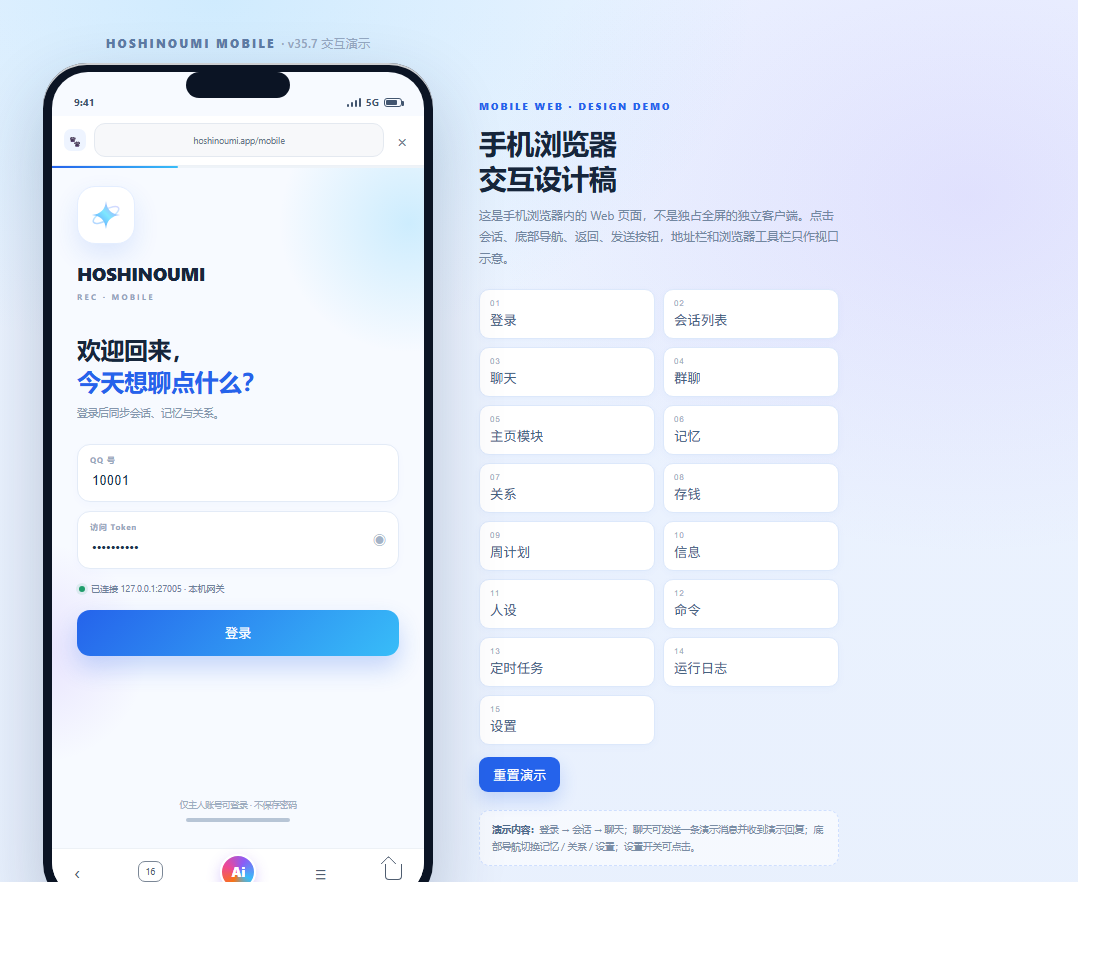 HOSHINOUMI MOBILE · v35.7 交互演示
9:41
5G
hoshinoumi.app/mobile
×
HOSHINOUMI
REC · MOBILE
欢迎回来，
今天想聊点什么？
登录后同步会话、记忆与关系。
QQ 号
10001
访问 Token
••••••••••
已连接 127.0.0.1:27005 · 本机网关
登录
仅主人账号可登录 · 不保存密码
‹
16
Ai
☰
MOBILE WEB · DESIGN DEMO
手机浏览器
交互设计稿
这是手机浏览器内的 Web 页面，不是独占全屏的独立客户端。点击
会话、底部导航、返回、发送按钮，地址栏和浏览器工具栏只作视口
示意。
01
登录
02
会话列表
03
聊天
04
群聊
05
主页模块
06
记忆
07
关系
08
存钱
09
周计划
10
信息
11
人设
12
命令
13
定时任务
14
运行日志
15
设置
重置演示
演示内容：登录 → 会话 → 聊天；聊天可发送一条演示消息并收到演示回复；底
部导航切换记忆 / 关系 / 设置；设置开关可点击。